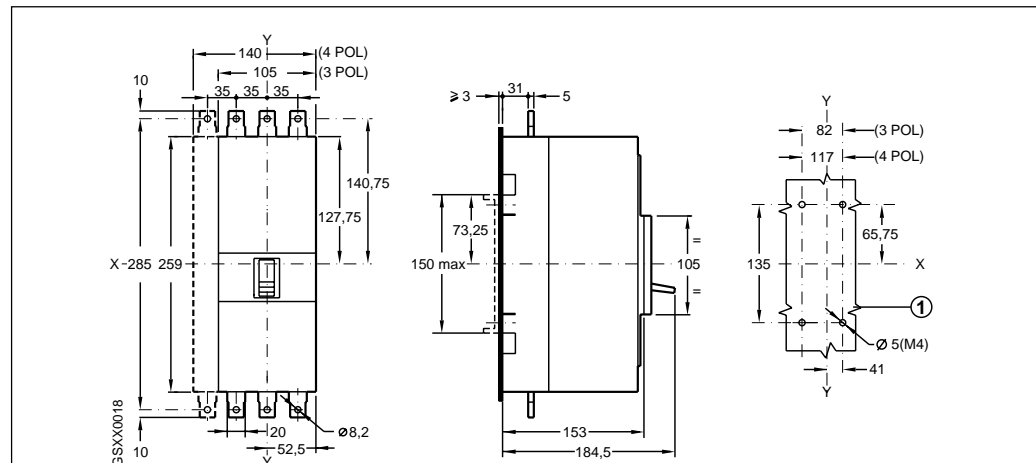 Y
140 (4 POL)
105 (3 POL)
10
35 35 35
140,75
127,75
X 285 259
GSXX0018
10
20
52,5
Y
Ø8,2
≥ 3
31
5
73,25
150 max
=
105
=
153
184,5
Y
82 (3 POL)
117 (4 POL)
135
65,75
X
1
Ø 5(M4)
41
Y